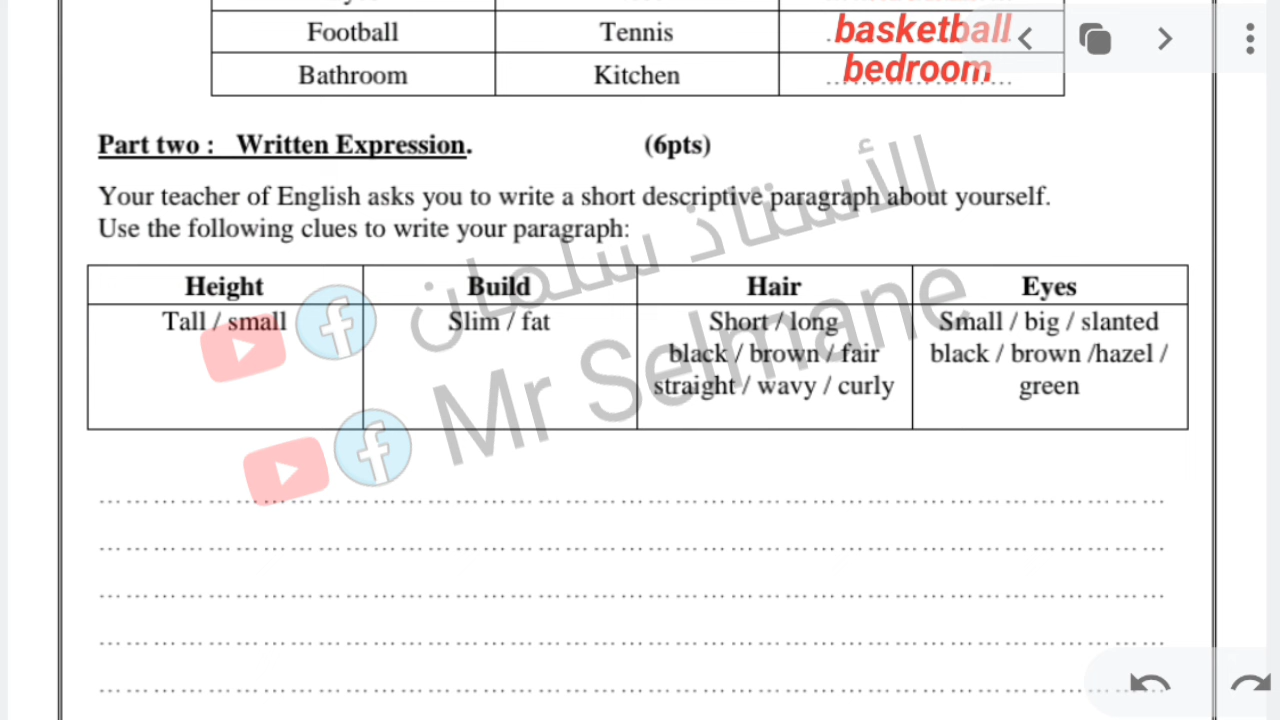 Football Tennis basketball
Bathroom Kitchen bedroom
Part two : Written Expression. (6pts)
Your teacher of English asks you to write a short descriptive paragraph about yourself.
Use the following clues to write your paragraph:
Height Build Hair Eyes
Tall / small Slim / fat Short / long Small / big / slanted
black / brown / fair black / brown /hazel /
straight / wavy / curly green
الأستاذ سلمان
Mr Selmane